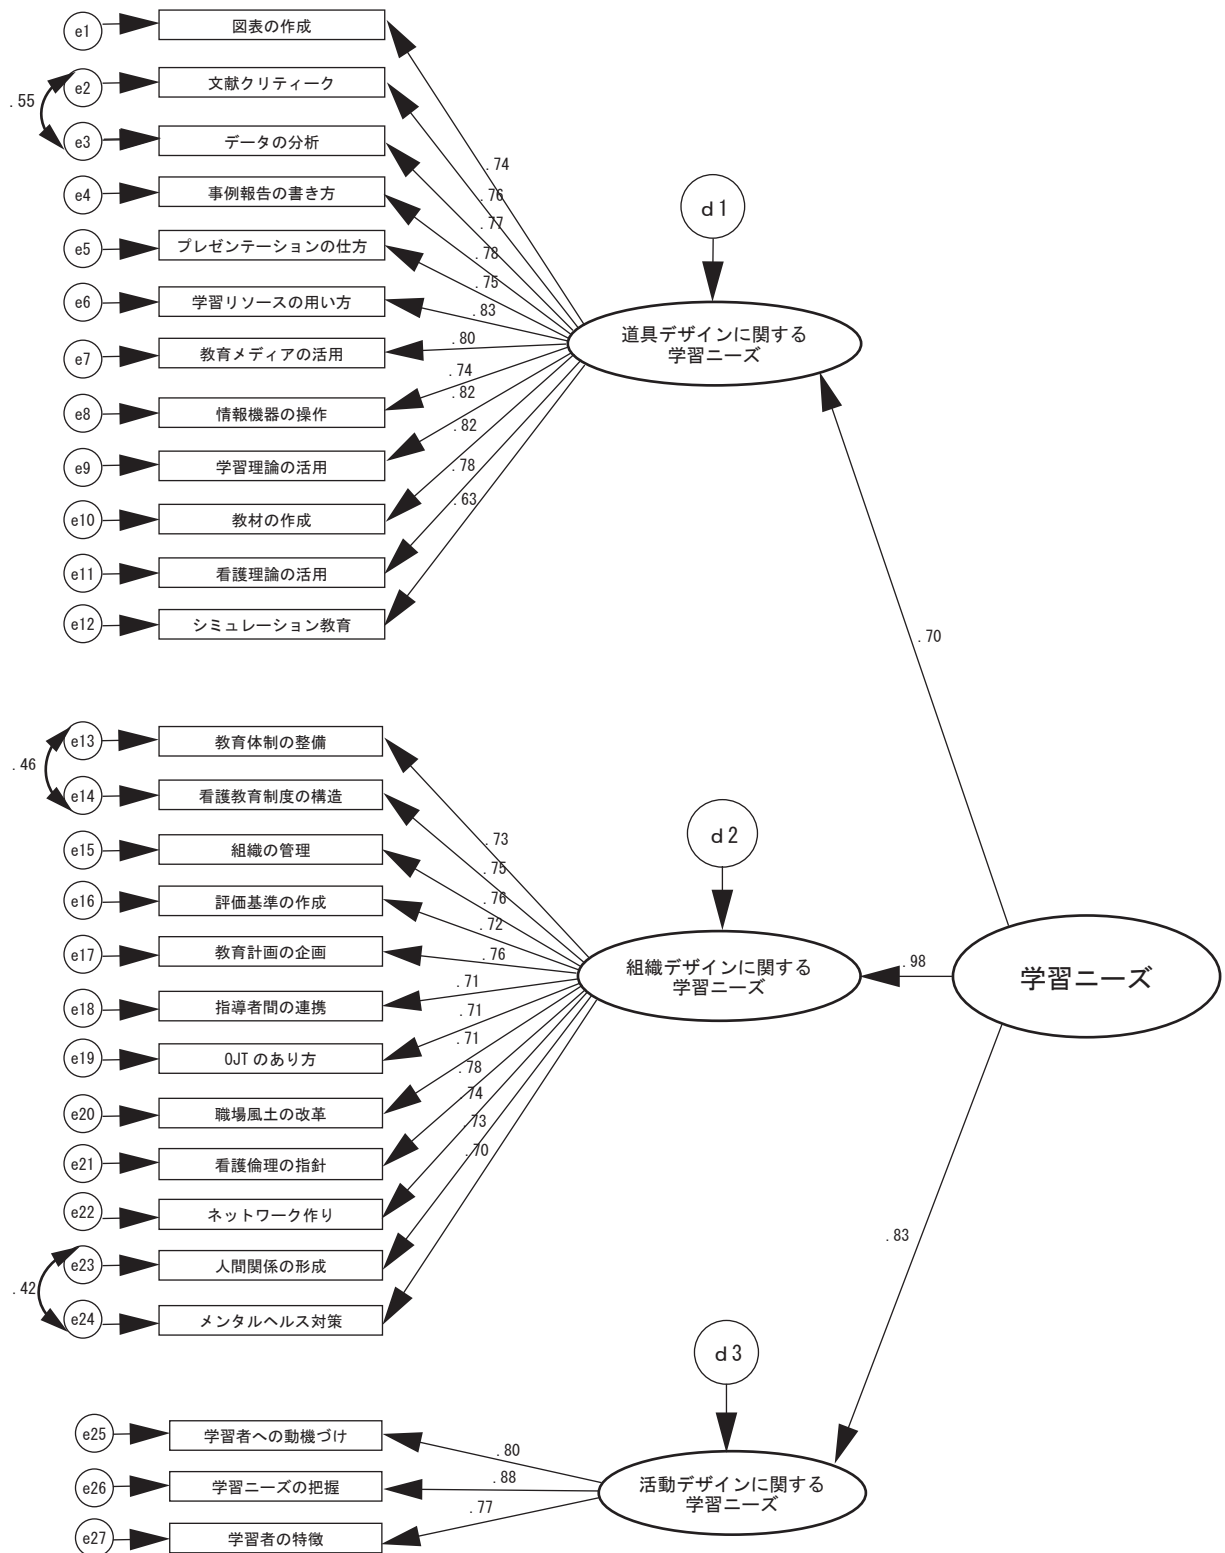 e1
図表の作成
e2
文献クリティーク
.55
e3
データの分析
e4
事例報告の書き方
e5
プレゼンテーションの仕方
e6
学習リソースの用い方
e7
教育メディアの活用
e8
情報機器の操作
e9
学習理論の活用
e10
教材の作成
e11
看護理論の活用
e12
シミュレーション教育
.74
.76
.77
.78
.75
.83
.80
.74
.82
.82
.78
.63
d1
道具デザインに関する
学習ニーズ
.70
e13
教育体制の整備
.46
e14
看護教育制度の構造
e15
組織の管理
e16
評価基準の作成
e17
教育計画の企画
e18
指導者間の連携
e19
OJTのあり方
e20
職場風土の改革
e21
看護倫理の指針
e22
ネットワーク作り
e23
人間関係の形成
.42
e24
メンタルヘルス対策
.73
.75
.76
.72
.76
.71
.71
.71
.78
.74
.73
.70
d2
組織デザインに関する
学習ニーズ
.98
学習ニーズ
.83
e25
学習者への動機づけ
e26
学習ニーズの把握
e27
学習者の特徴
.80
.88
.77
d3
活動デザインに関する
学習ニーズ